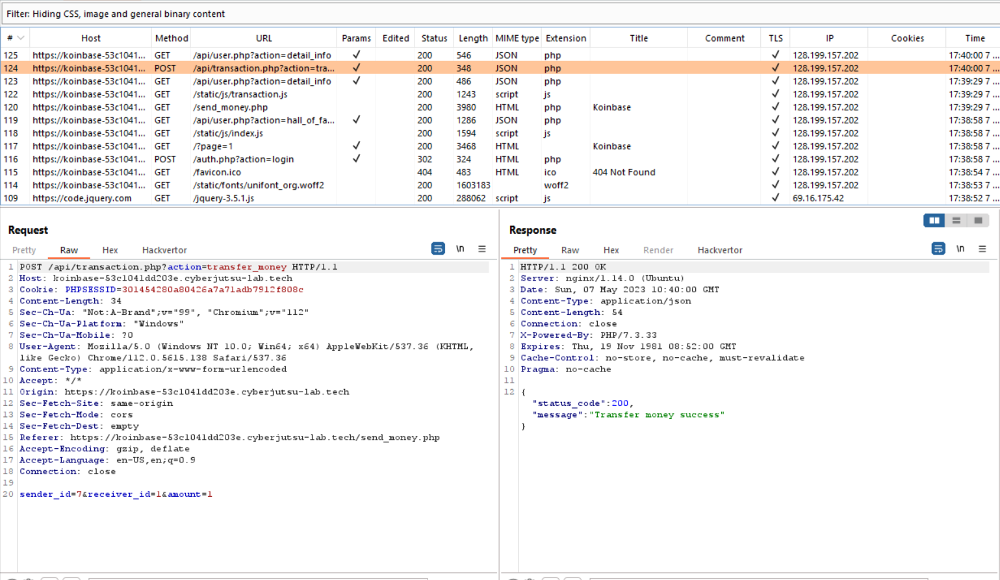 Filter: Hiding CSS, image and general binary content
# Host Method URL Params Edited Status Length MIME type Extension Title Comment TLS IP Cookies Time
125 https://koinbase-53c1041... GET /api/user.php?action=detail_info ✓ 200 546 JSON php ✓ 128.199.157.202 17:40:00 7 ...
124 https://koinbase-53c1041... POST /api/transaction.php?action=tra... ✓ 200 348 JSON php ✓ 128.199.157.202 17:40:00 7 ...
123 https://koinbase-53c1041... GET /api/user.php?action=detail_info ✓ 200 486 JSON php ✓ 128.199.157.202 17:39:29 7 ...
122 https://koinbase-53c1041... GET /static/js/transaction.js 200 1243 script js ✓ 128.199.157.202 17:39:29 7 ...
120 https://koinbase-53c1041... GET /send_money.php 200 3980 HTML php Koinbase ✓ 128.199.157.202 17:39:29 7 ...
119 https://koinbase-53c1041... GET /api/user.php?action=hall_of_fa... ✓ 200 1286 JSON php ✓ 128.199.157.202 17:38:58 7 ...
118 https://koinbase-53c1041... GET /static/js/index.js 200 1594 script js ✓ 128.199.157.202 17:38:58 7 ...
117 https://koinbase-53c1041... GET /?page=1 ✓ 200 3468 HTML Koinbase ✓ 128.199.157.202 17:38:58 7 ...
116 https://koinbase-53c1041... POST /auth.php?action=login ✓ 302 324 HTML php ✓ 128.199.157.202 17:38:58 7 ...
115 https://koinbase-53c1041... GET /favicon.ico 404 483 HTML ico 404 Not Found ✓ 128.199.157.202 17:38:54 7 ...
114 https://koinbase-53c1041... GET /static/fonts/unifont_org.woff2 200 1603183 woff2 ✓ 128.199.157.202 17:38:53 7 ...
109 https://code.jquery.com GET /jquery-3.5.1.js 200 288062 script js ✓ 69.16.175.42 17:38:52 7 ...
Request
Pretty Raw Hex Hackvertor \n
1 POST /api/transaction.php?action=transfer_money HTTP/1.1
2 Host: koinbase-53c1041dd203e.cyberjutsu-lab.tech
3 Cookie: PHPSESSID=301454280a80426a7a71adb7912f808c
4 Content-Length: 34
5 Sec-Ch-Ua: "Not:A-Brand";v="99", "Chromium";v="112"
6 Sec-Ch-Ua-Platform: "Windows"
7 Sec-Ch-Ua-Mobile: ?0
8 User-Agent: Mozilla/5.0 (Windows NT 10.0; Win64; x64) AppleWebKit/537.36 (KHTML,
like Gecko) Chrome/112.0.5615.138 Safari/537.36
9 Content-Type: application/x-www-form-urlencoded
10 Accept: */*
11 Origin: https://koinbase-53c1041dd203e.cyberjutsu-lab.tech
12 Sec-Fetch-Site: same-origin
13 Sec-Fetch-Mode: cors
14 Sec-Fetch-Dest: empty
15 Referer: https://koinbase-53c1041dd203e.cyberjutsu-lab.tech/send_money.php
16 Accept-Encoding: gzip, deflate
17 Accept-Language: en-US,en;q=0.9
18 Connection: close
19
20 sender_id=7&receiver_id=1&amount=1
Response
Pretty Raw Hex Render Hackvertor \n
1 HTTP/1.1 200 OK
2 Server: nginx/1.14.0 (Ubuntu)
3 Date: Sun, 07 May 2023 10:40:00 GMT
4 Content-Type: application/json
5 Content-Length: 54
6 Connection: close
7 X-Powered-By: PHP/7.3.33
8 Expires: Thu, 19 Nov 1981 08:52:00 GMT
9 Cache-Control: no-store, no-cache, must-revalidate
10 Pragma: no-cache
11
12 {
"status_code":200,
"message":"Transfer money success"
}